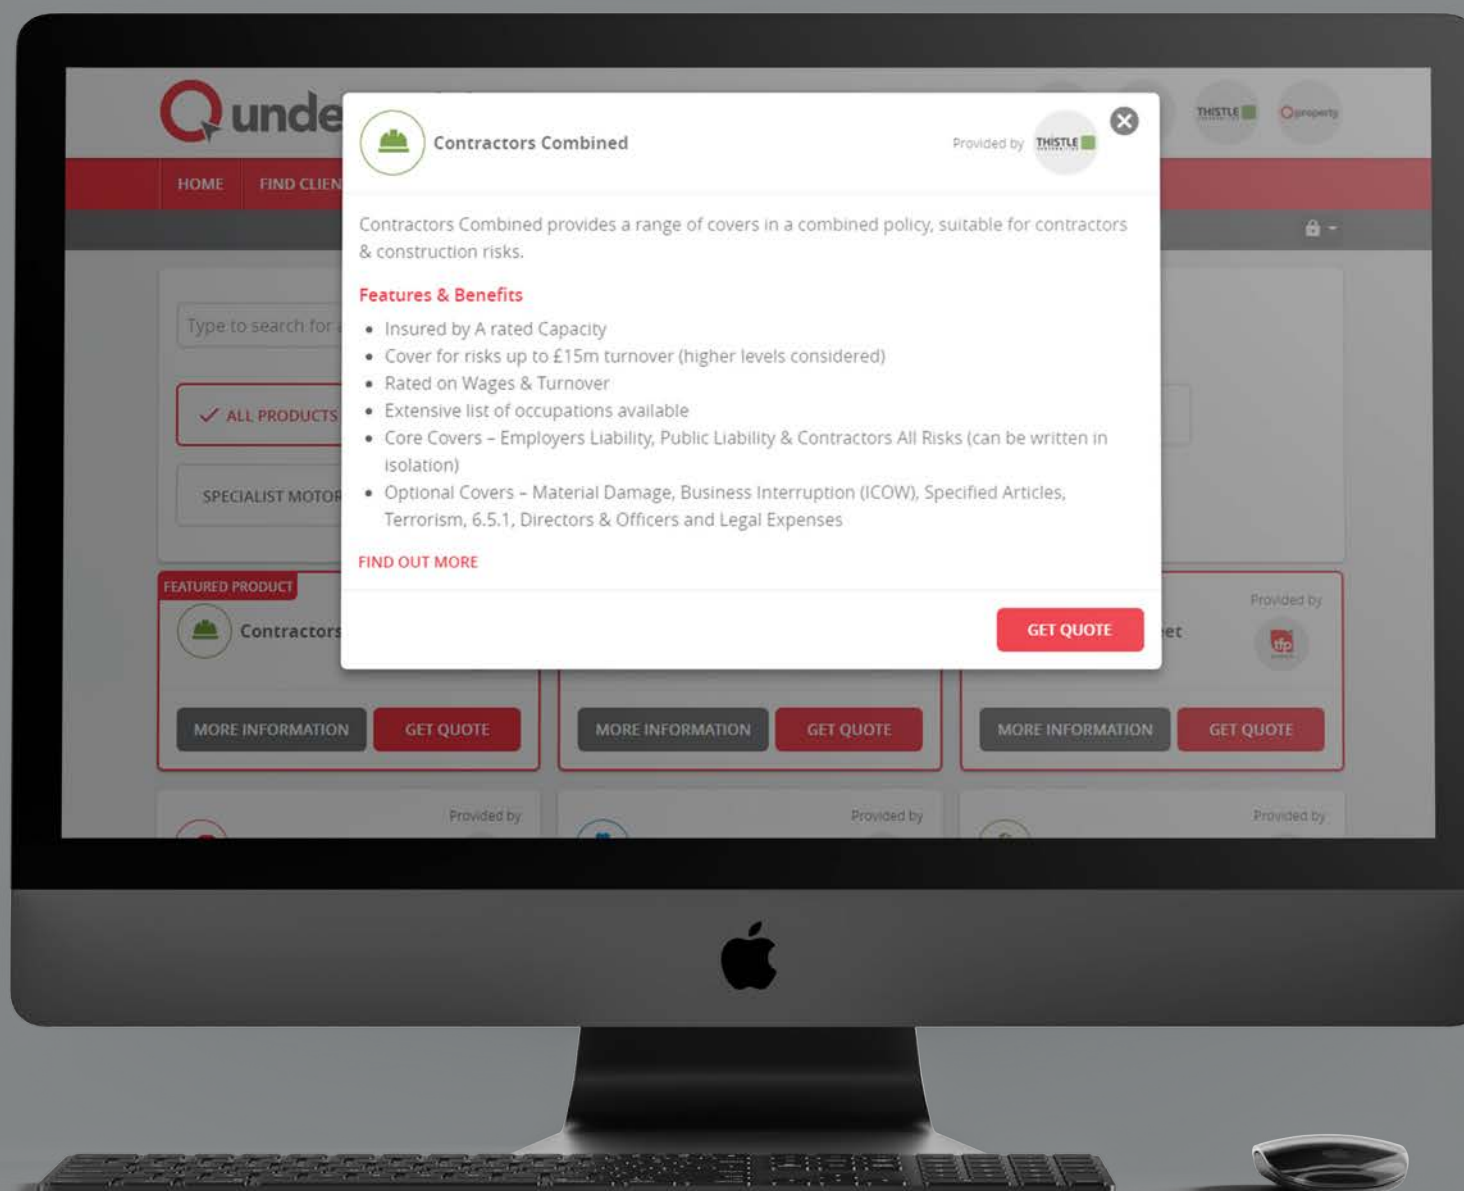 unde
THISTLE
property
HOME
FIND CLIEN
Contractors Combined
Provided by
THISTLE
Contractors Combined provides a range of covers in a combined policy, suitable for contractors
& construction risks.
Features & Benefits
• Insured by A rated Capacity
• Cover for risks up to £15m turnover (higher levels considered)
• Rated on Wages & Turnover
• Extensive list of occupations available
• Core Covers – Employers Liability, Public Liability & Contractors All Risks (can be written in
isolation)
• Optional Covers – Material Damage, Business Interruption (ICOW), Specified Articles,
Terrorism, 6.5.1, Directors & Officers and Legal Expenses
FIND OUT MORE
GET QUOTE
Type to search for
ALL PRODUCTS
SPECIALIST MOTOR
FEATURED PRODUCT
Contractors
eet
Provided by
tfp
MORE INFORMATION
GET QUOTE
MORE INFORMATION
GET QUOTE
MORE INFORMATION
GET QUOTE
Provided by
Provided by
Provided by